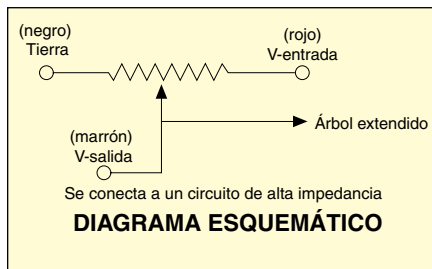 (negro)
Tierra
(rojo)
V-entrada
Árbol extendido
(marrón)
V-salida
Se conecta a un circuito de alta impedancia
DIAGRAMA ESQUEMÁTICO